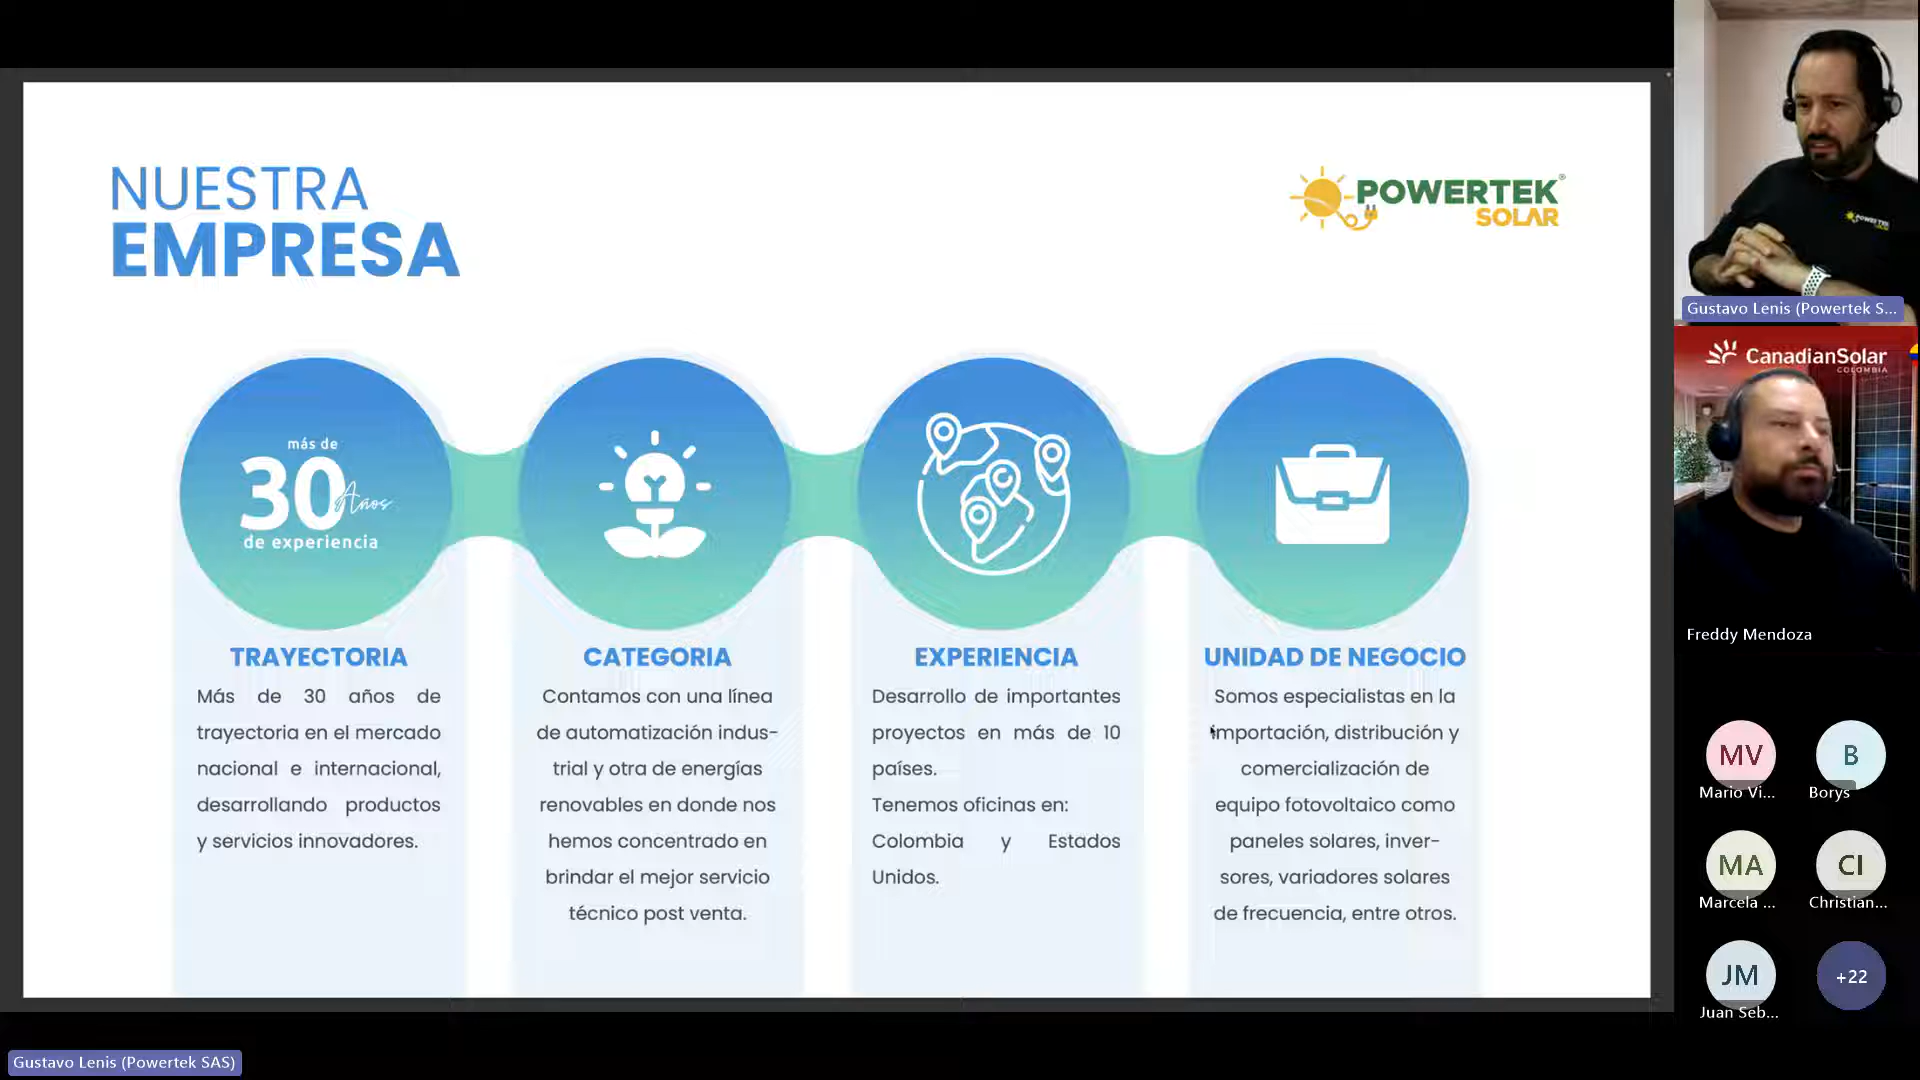 NUESTRA
EMPRESA
POWERTEK
SOLAR
más de
30 Años
de experiencia
TRAYECTORIA
Más de 30 años de
trayectoria en el mercado
nacional e internacional,
desarrollando productos
y servicios innovadores.
CATEGORIA
Contamos con una línea
de automatización indus-
trial y otra de energías
renovables en donde nos
hemos concentrado en
brindar el mejor servicio
técnico post venta.
EXPERIENCIA
Desarrollo de importantes
proyectos en más de 10
países.
Tenemos oficinas en:
Colombia y Estados
Unidos.
UNIDAD DE NEGOCIO
Somos especialistas en la
importación, distribución y
comercialización de
equipo fotovoltaico como
paneles solares, inver-
sores, variadores solares
de frecuencia, entre otros.
POWERTEK
SOLAR
Gustavo Lenis (Powertek S...
CanadianSolar
COLOMBIA
Freddy Mendoza
MV
Mario Vi...
B
Borys
MA
Marcela ...
CI
Christian...
JM
Juan Seb...
+22
Gustavo Lenis (Powertek SAS)